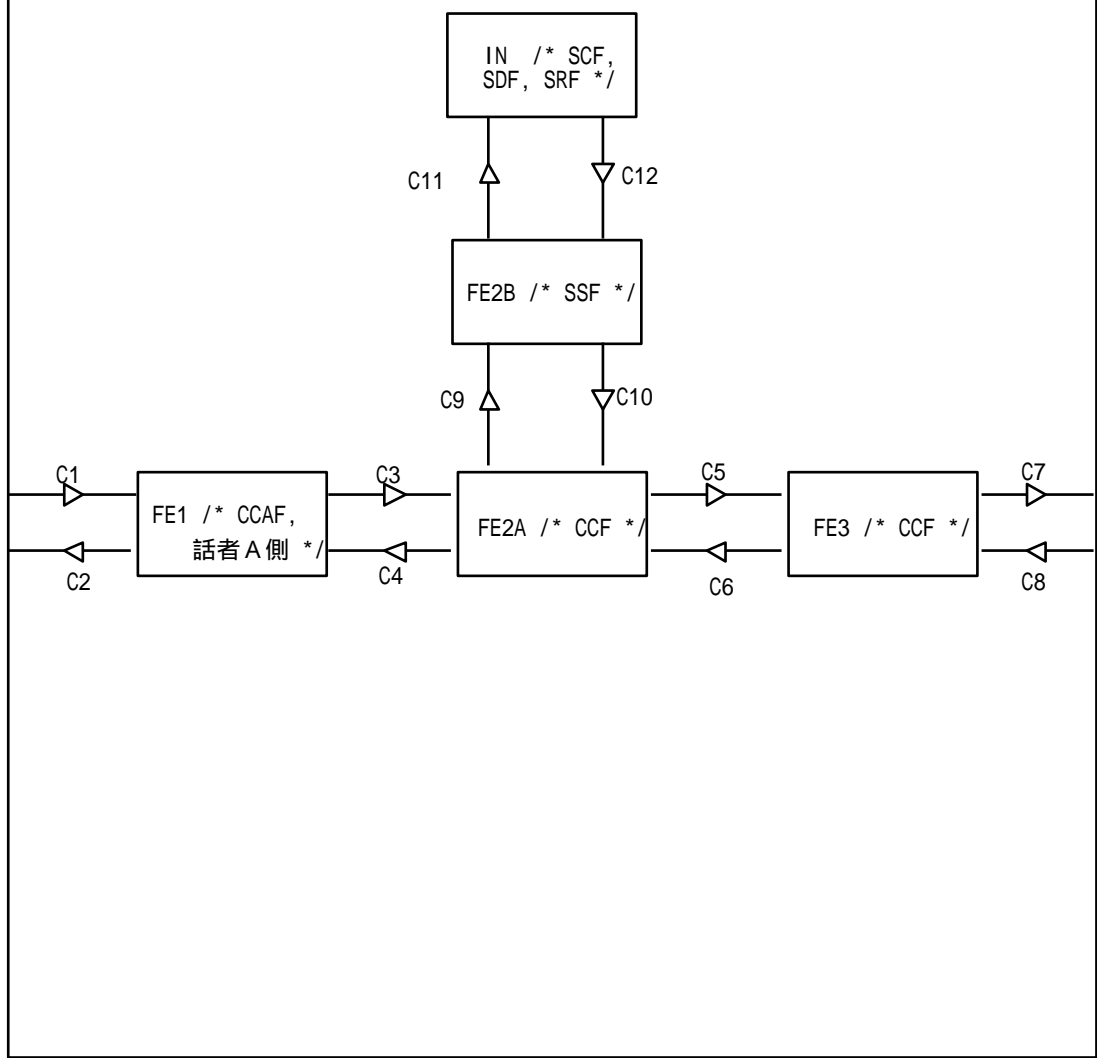 IN /* SCF,
SDF, SRF */
C11
C12
FE2B /* SSF */
C9
C10
C1
C3
C5
C7
FE1 /* CCAF,
話者A側 */
FE2A /* CCF */
FE3 /* CCF */
C2
C4
C6
C8